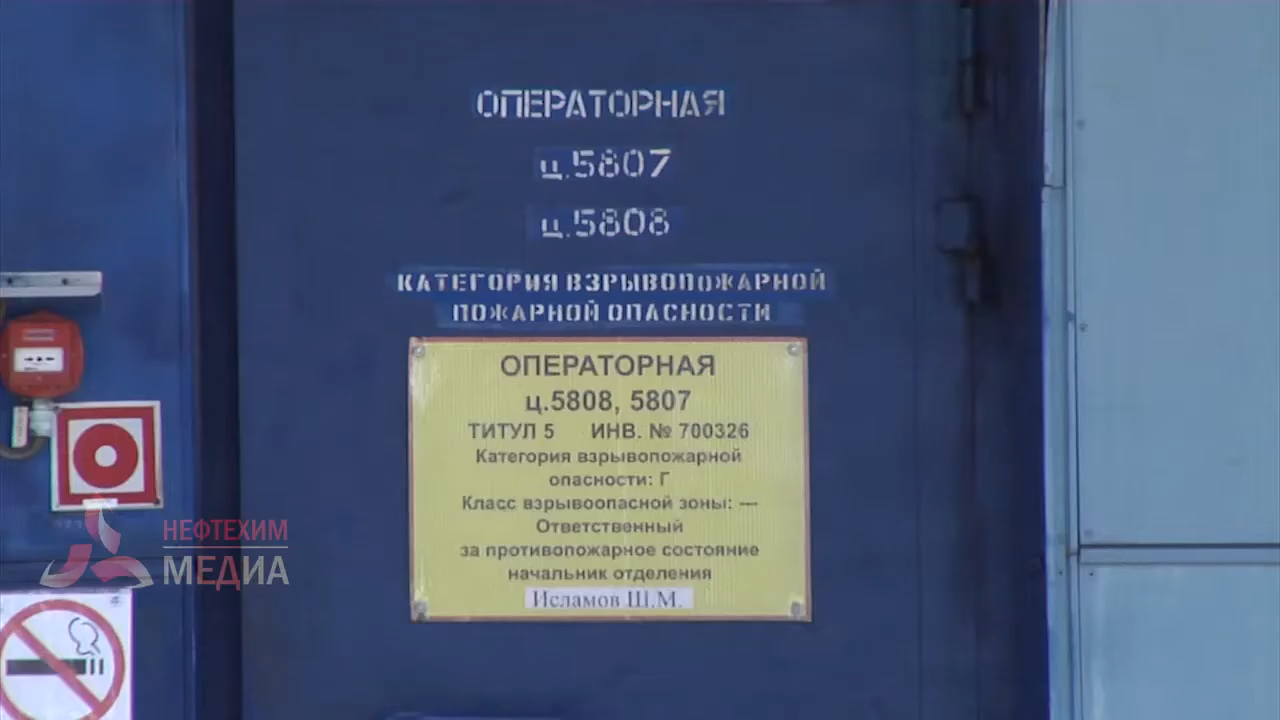 ОПЕРАТОРНАЯ
ц.5807
ц.5808
КАТЕГОРИЯ ВЗРЫВОПОЖАРНОЙ
ПОЖАРНОЙ ОПАСНОСТИ
ОПЕРАТОРНАЯ
ц.5808, 5807
ТИТУЛ 5 ИНВ. № 700326
Категория взрывопожарной
опасности: Г
Класс взрывоопасной зоны: —
Ответственный
за противопожарное состояние
начальник отделения
Исламов Ш.М.
НЕФТЕХИМ
МЕДИА